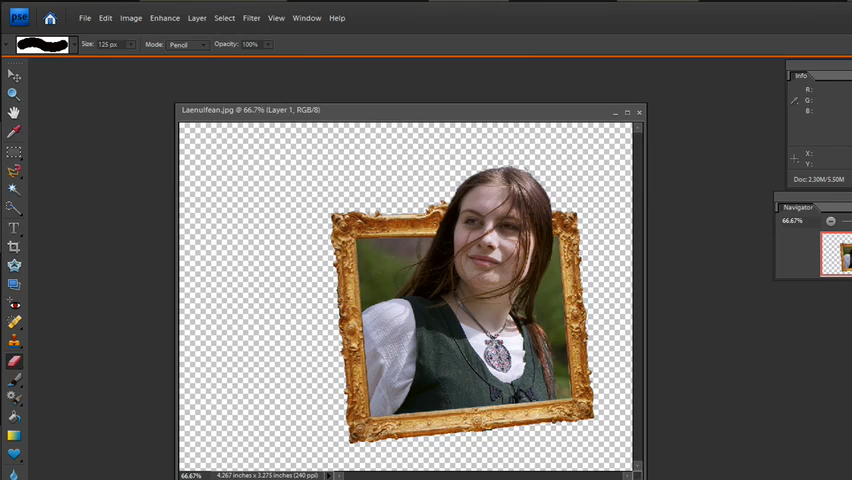 pse File Edit Image Enhance Layer Select Filter View Window Help
Size: 125 px Mode: Pencil Opacity: 100%
Info
R:
G:
B:
X:
Y:
Doc: 2.30M/5.50M
Laenulfean.jpg @ 66.7% (Layer 1, RGB/8)
Navigator
66.67%
T
66.67% 4.267 inches x 3.275 inches (240 ppi)